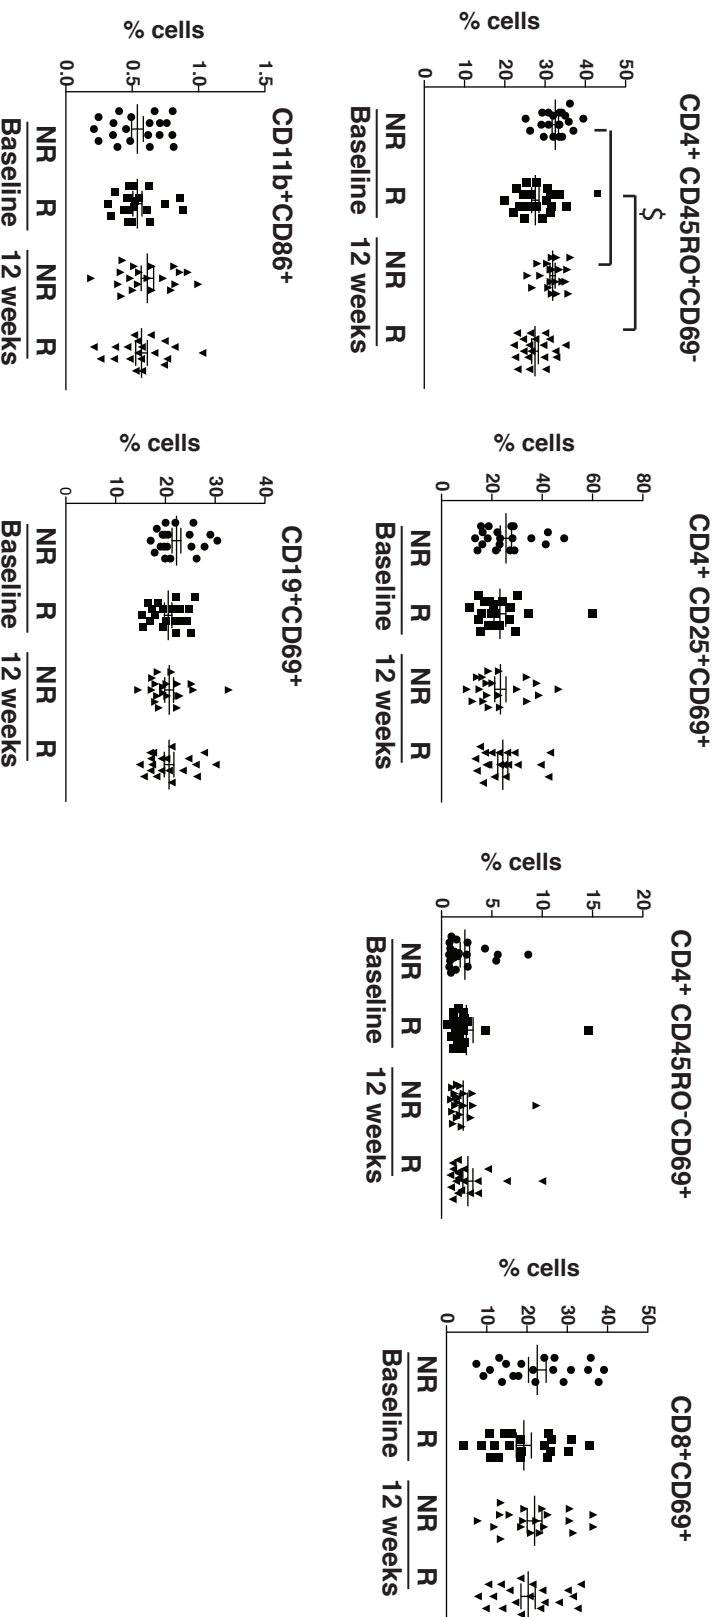 CD4+ CD45RO+CD69-
% cells
50
40
30
20
10
0
$
NR R NR R
Baseline 12 weeks
CD4+ CD25+CD69+
% cells
80
60
40
20
0
NR R NR R
Baseline 12 weeks
CD4+ CD45RO-CD69+
% cells
20
15
10
5
0
NR R NR R
Baseline 12 weeks
CD8+CD69+
% cells
50
40
30
20
10
0
NR R NR R
Baseline 12 weeks
CD11b+CD86+
% cells
1.5
1.0
0.5
0.0
NR R NR R
Baseline 12 weeks
CD19+CD69+
% cells
40
30
20
10
0
NR R NR R
Baseline 12 weeks